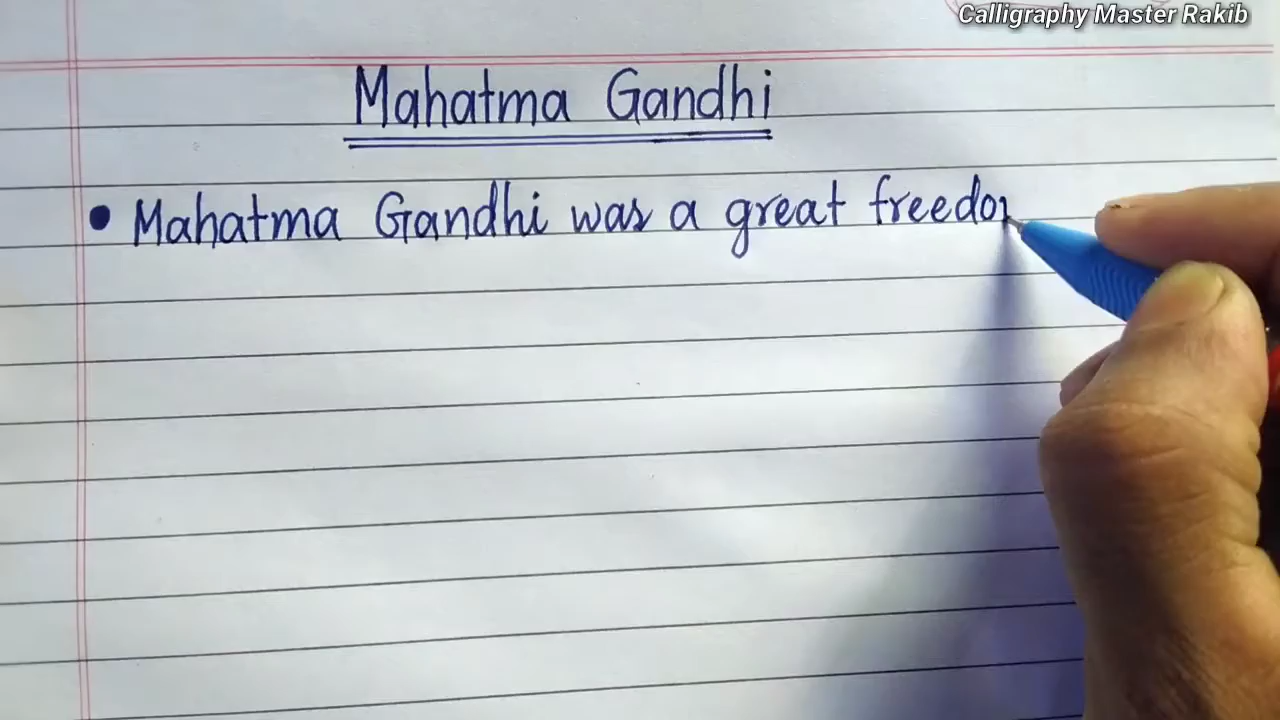 Calligraphy Master Rakib
Mahatma Gandhi
• Mahatma Gandhi was a great